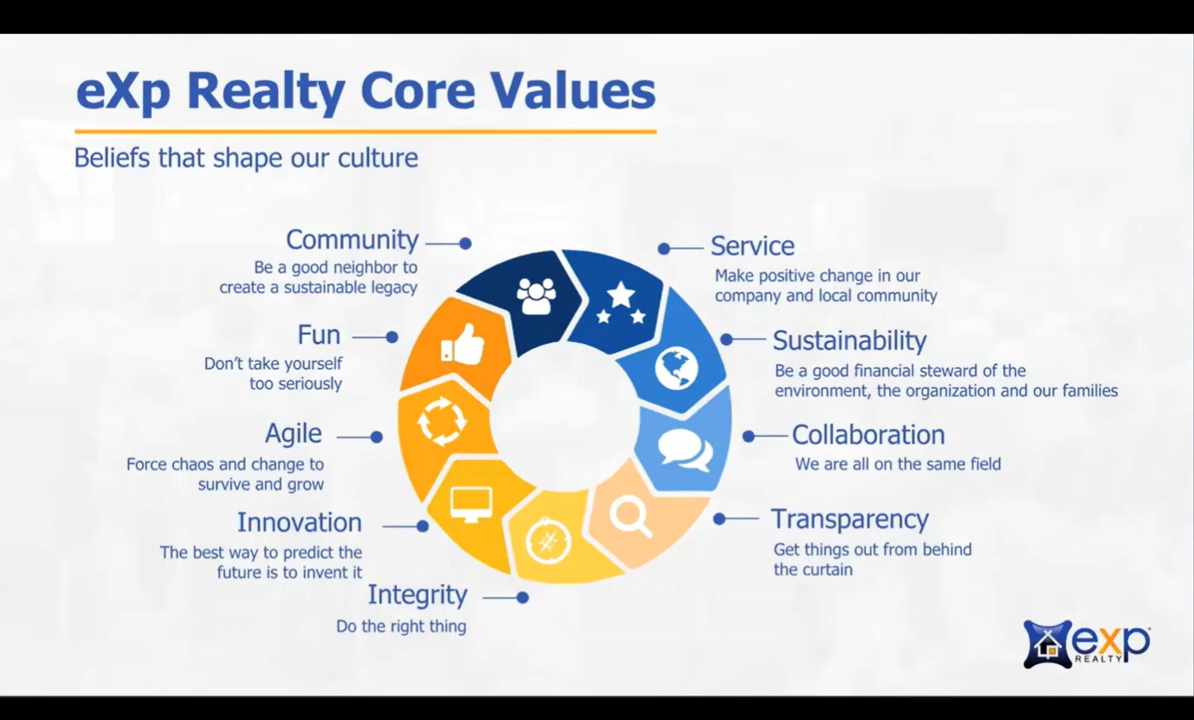 eXp Realty Core Values
Beliefs that shape our culture
Community
Be a good neighbor to
create a sustainable legacy
Service
Make positive change in our
company and local community
Fun
Don't take yourself
too seriously
Sustainability
Be a good financial steward of the
environment, the organization and our families
Agile
Force chaos and change to
survive and grow
Collaboration
We are all on the same field
Innovation
The best way to predict the
future is to invent it
Transparency
Get things out from behind
the curtain
Integrity
Do the right thing
exp
REALTY